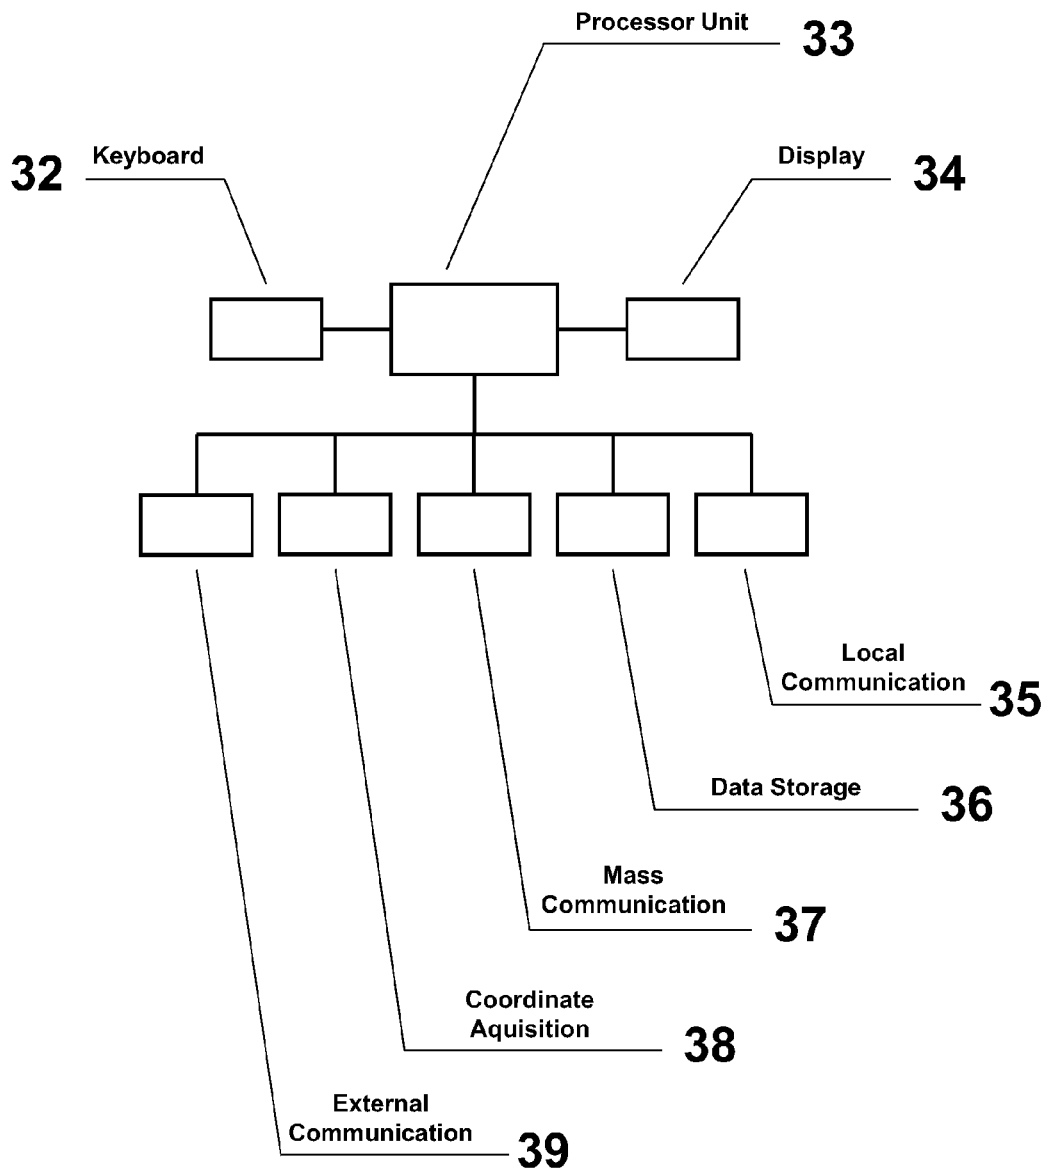 Processor Unit 33
32 Keyboard
Display 34
Local
Communication 35
Data Storage 36
Mass
Communication 37
Coordinate
Aquisition 38
External
Communication 39